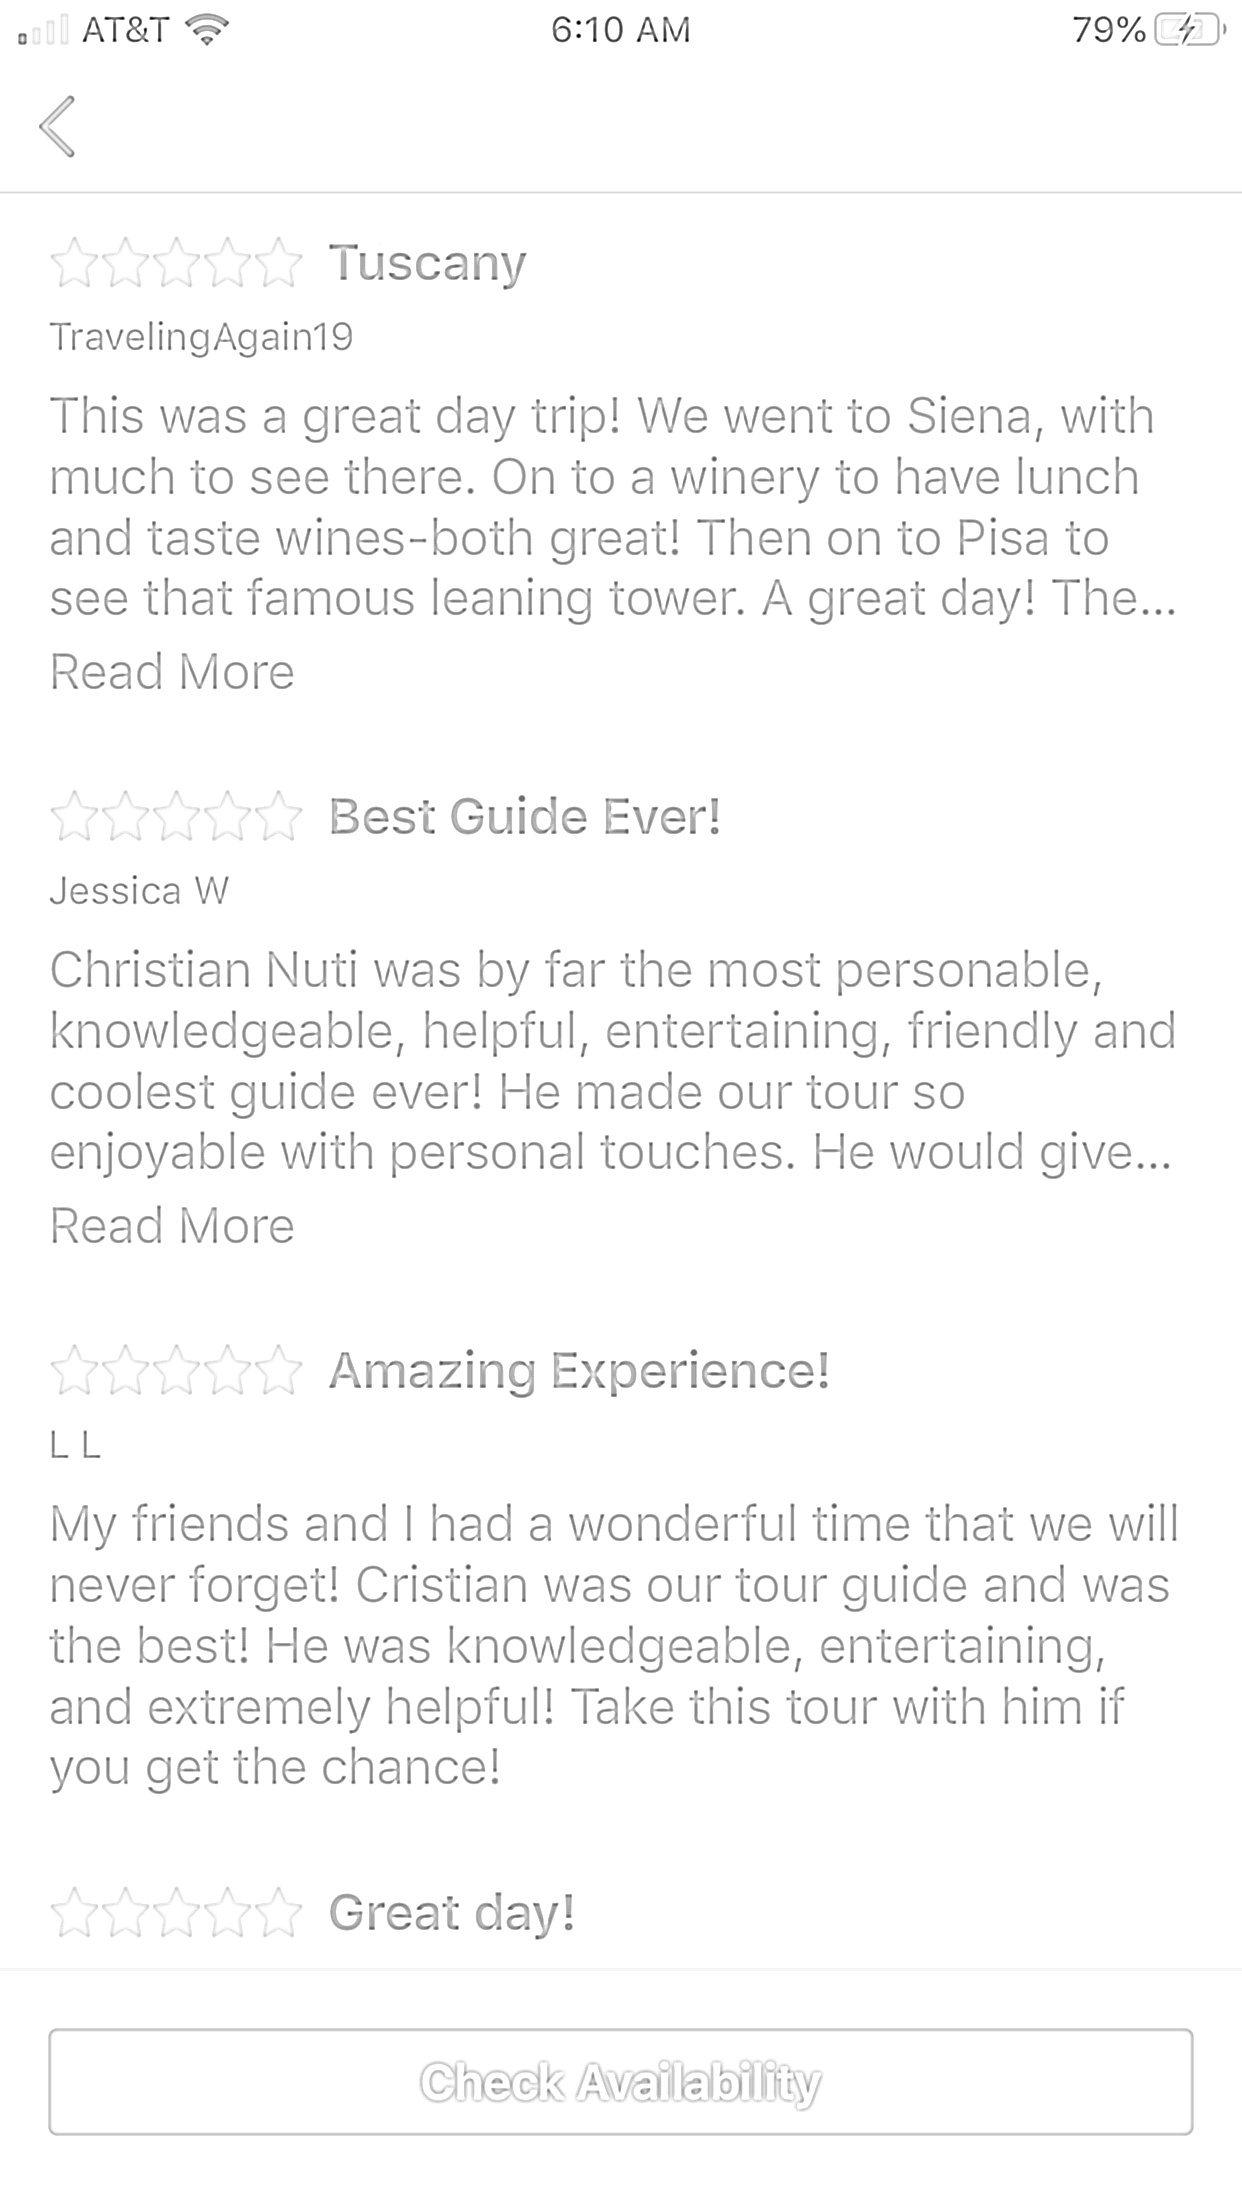 AT&T 6:10 AM 79%
Tuscany
TravelingAgain19
This was a great day trip! We went to Siena, with
much to see there. On to a winery to have lunch
and taste wines-both great! Then on to Pisa to
see that famous leaning tower. A great day! The...
Read More
Best Guide Ever!
Jessica W
Christian Nuti was by far the most personable,
knowledgeable, helpful, entertaining, friendly and
coolest guide ever! He made our tour so
enjoyable with personal touches. He would give...
Read More
Amazing Experience!
L L
My friends and I had a wonderful time that we will
never forget! Cristian was our tour guide and was
the best! He was knowledgeable, entertaining,
and extremely helpful! Take this tour with him if
you get the chance!
Great day!
Check Availability